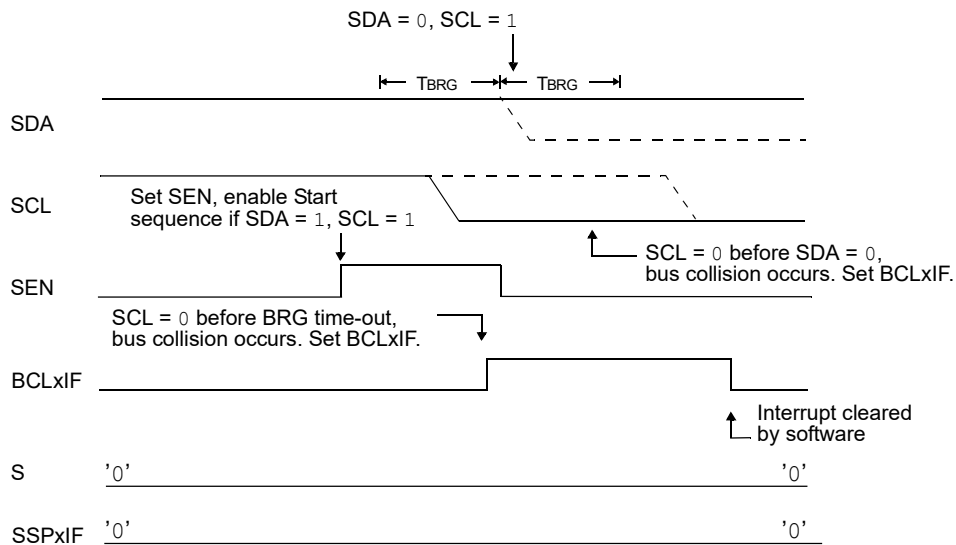 SDA = 0, SCL = 1
TBRG TBRG
SDA
SCL
Set SEN, enable Start
sequence if SDA = 1, SCL = 1
SCL = 0 before SDA = 0,
bus collision occurs. Set BCLxIF.
SEN
SCL = 0 before BRG time-out,
bus collision occurs. Set BCLxIF.
BCLxIF
Interrupt cleared
by software
S '0' '0'
SSPxIF '0' '0'